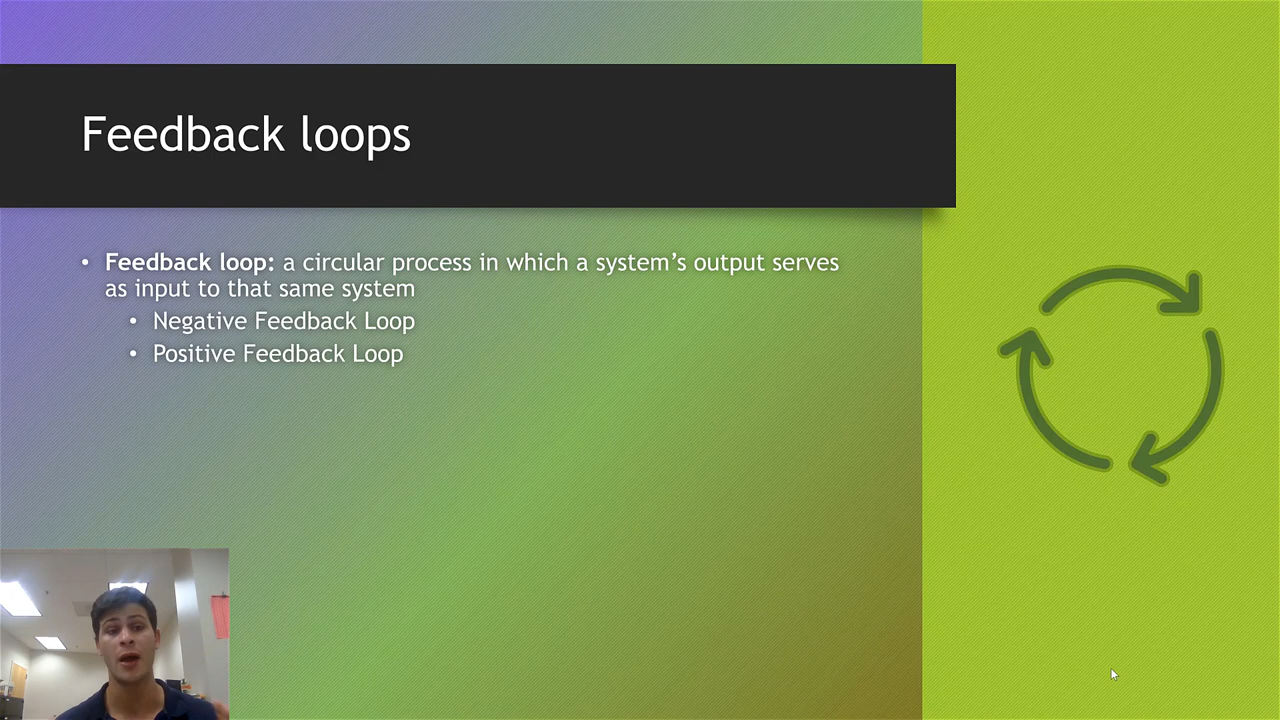 Feedback loops
• Feedback loop: a circular process in which a system’s output serves
as input to that same system
• Negative Feedback Loop
• Positive Feedback Loop